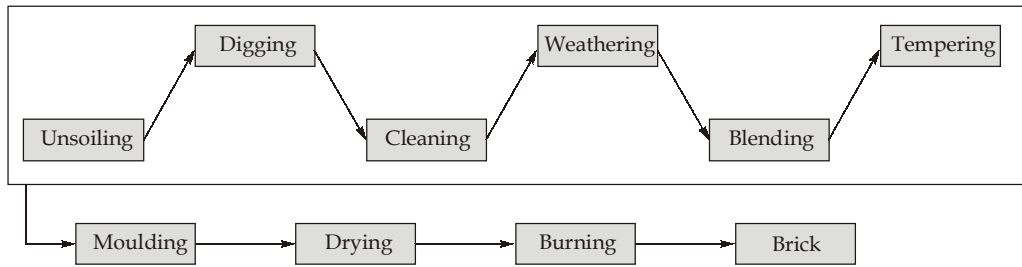 Unsoiling
Digging
Cleaning
Weathering
Blending
Tempering
Moulding
Drying
Burning
Brick